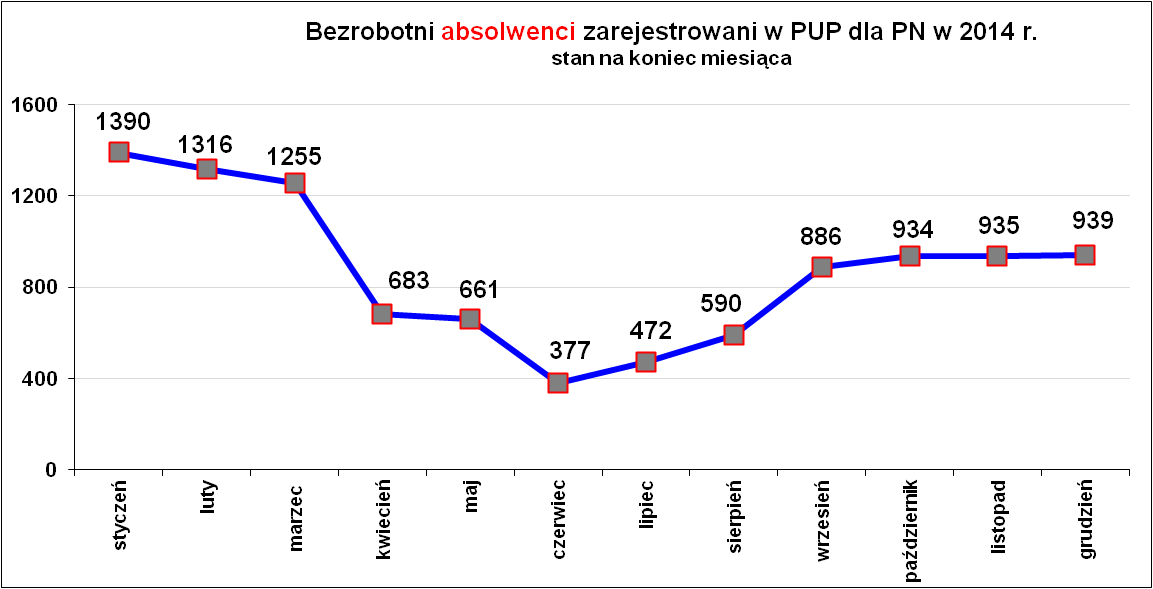 Bezrobotni absolwenci zarejestrowani w PUP dla PN w 2014 r.
stan na koniec miesiąca
1600
1200
800
400
0
1390
1316
1255
683
661
377
472
590
886
934
935
939
styczeń
luty
marzec
kwiecień
maj
czerwiec
lipiec
sierpień
wrzesień
październik
listopad
grudzień